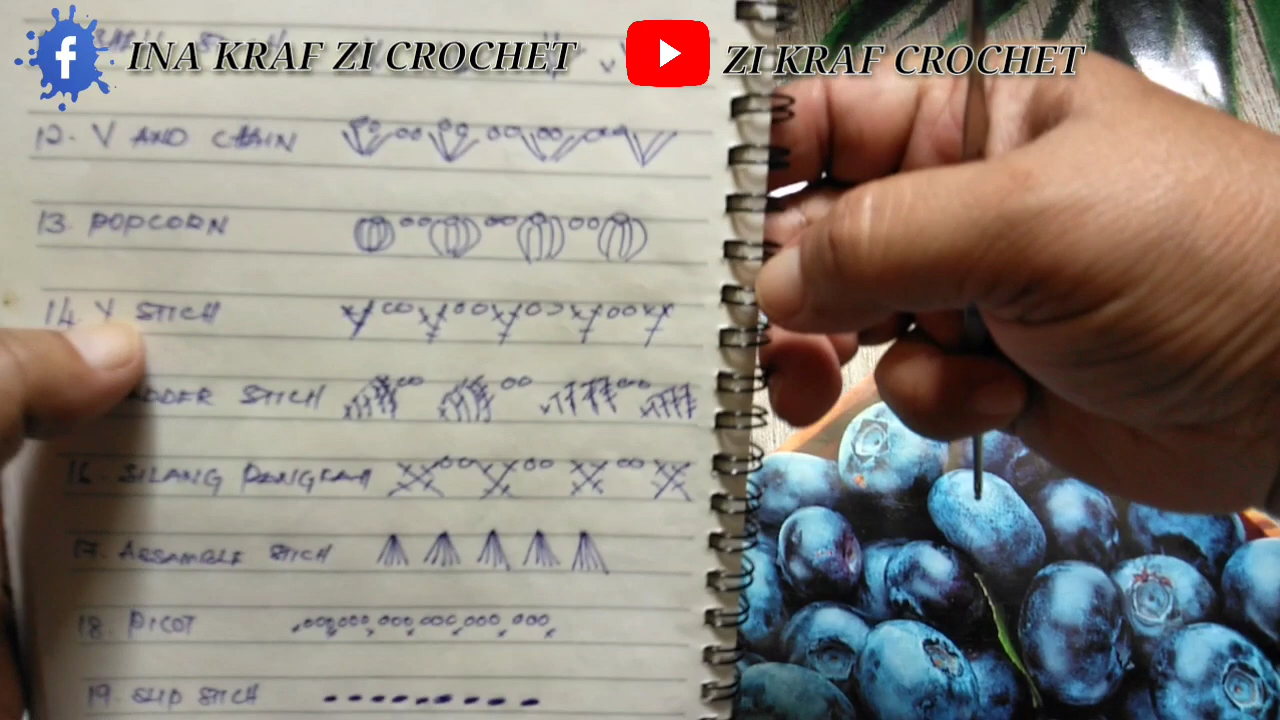 INA KRAF ZI CROCHET
ZI KRAF CROCHET
12. V AND CHAIN
13. POPCORN
14. Y STICH
STICH
16. SILANG PANGKAH
17. ASSAMBLE STICH
18. PICOT
19. SLIP STICH